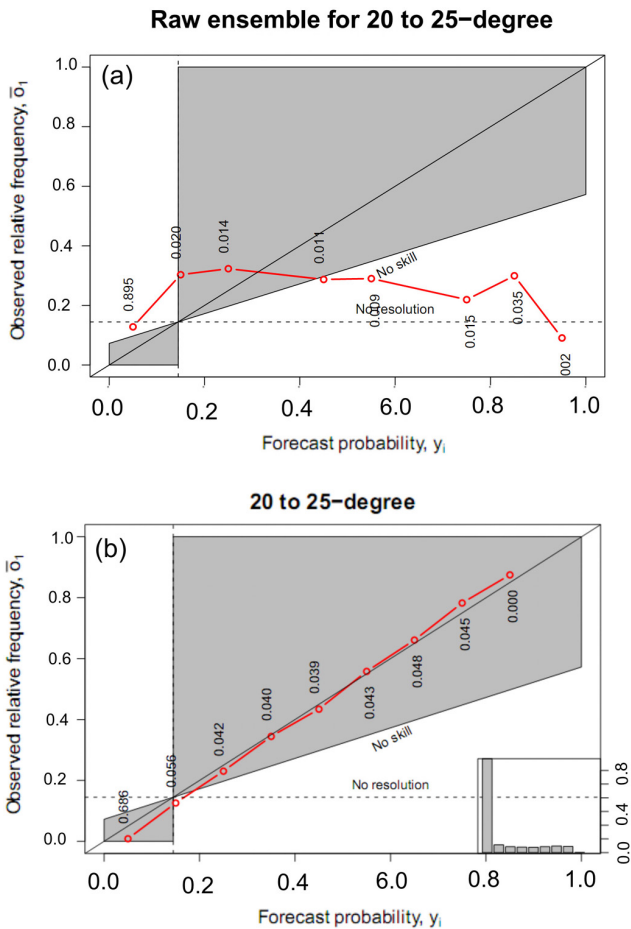 Raw ensemble for 20 to 25−degree
(a)
Observed relative frequency, o̅₁
1.0
0.8
0.6
0.4
0.2
0.0
0.895
0.020
0.014
0.011
0.009
0.015
0.035
002
No skill
No resolution
0.0 0.2 0.4 0.6 0.8 1.0
Forecast probability, yᵢ
20 to 25−degree
(b)
Observed relative frequency, o̅₁
1.0
0.8
0.6
0.4
0.2
0.0
0.686
0.056
0.042
0.040
0.039
0.043
0.048
0.045
0.000
No skill
No resolution
0.8
0.4
0.0
0.0 0.2 0.4 0.6 0.8 1.0
Forecast probability, yᵢ